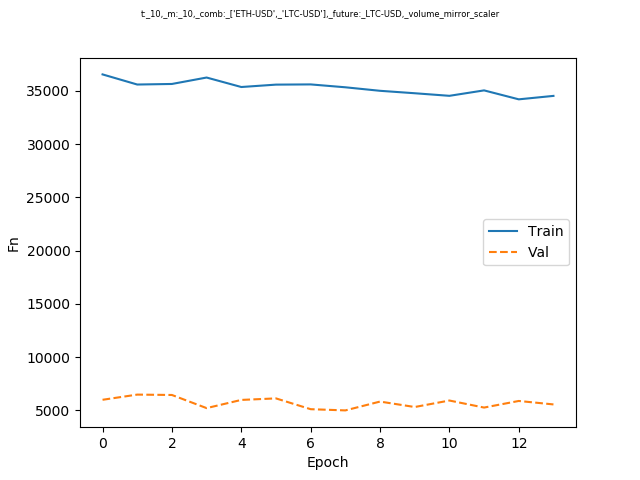 t:_10,_m:_10,_comb:_['ETH-USD',_'LTC-USD'],_future:_LTC-USD,_volume_mirror_scaler
35000
30000
25000
20000
15000
10000
5000
Fn
Train
Val
0 2 4 6 8 10 12
Epoch